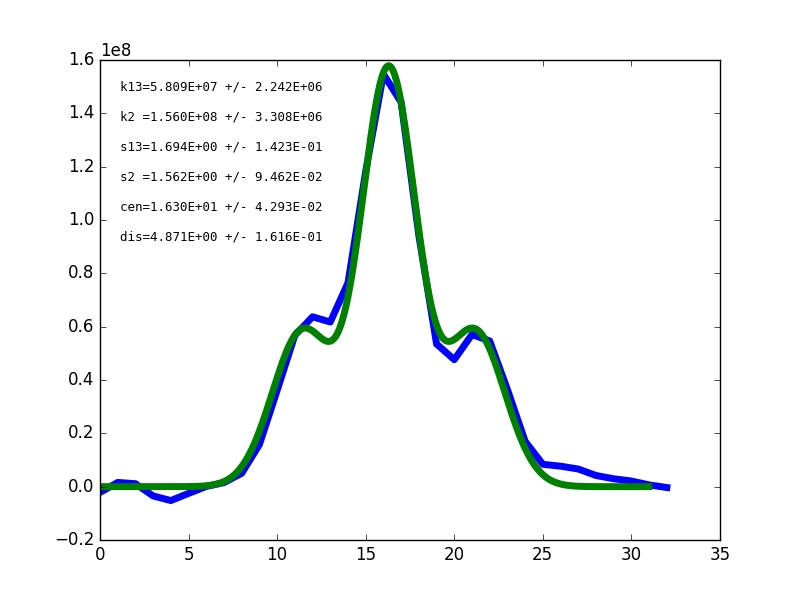 1e8
1.6
1.4
1.2
1.0
0.8
0.6
0.4
0.2
0.0
−0.2
k13=5.809E+07 +/- 2.242E+06
k2 =1.560E+08 +/- 3.308E+06
s13=1.694E+00 +/- 1.423E-01
s2 =1.562E+00 +/- 9.462E-02
cen=1.630E+01 +/- 4.293E-02
dis=4.871E+00 +/- 1.616E-01
0 5 10 15 20 25 30 35